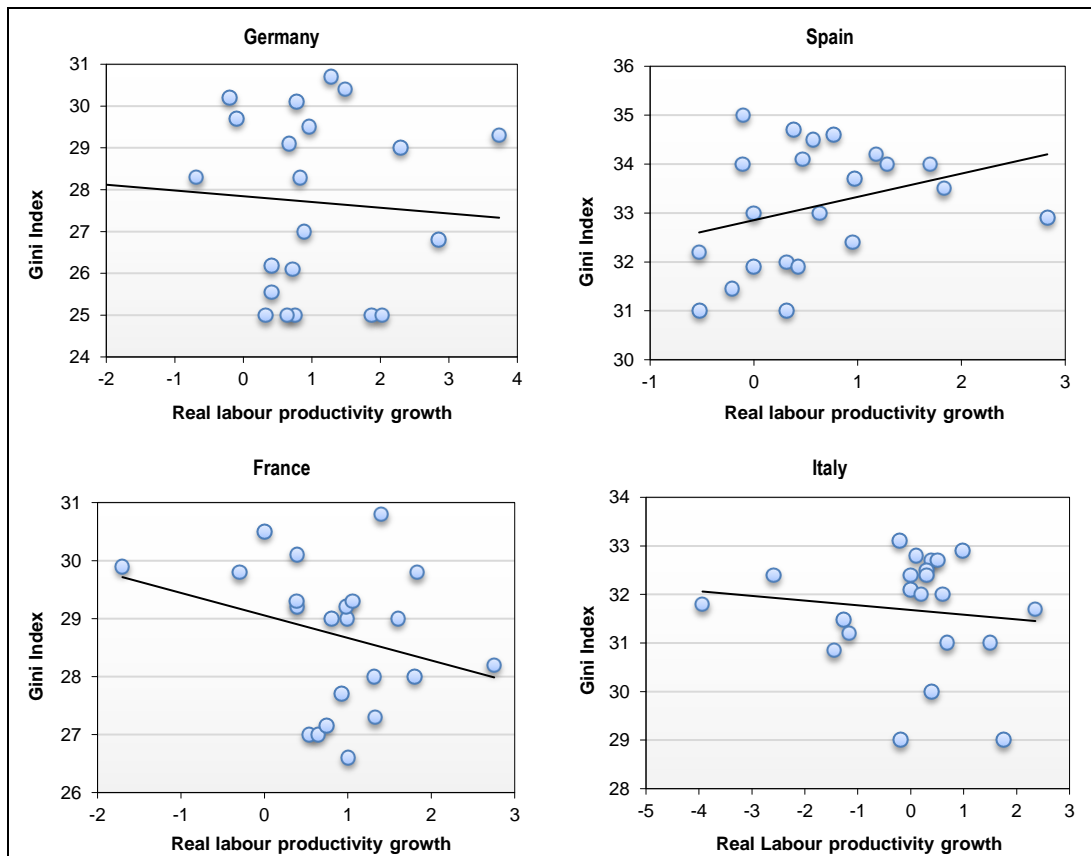 Germany
31
30
29
28
27
26
25
24
Gini Index
-2 -1 0 1 2 3 4
Real labour productivity growth
Spain
36
35
34
33
32
31
30
Gini Index
-1 0 1 2 3
Real labour productivity growth
France
31
30
29
28
27
26
Gini Index
-2 -1 0 1 2 3
Real labour productivity growth
Italy
34
33
32
31
30
29
28
Gini Index
-5 -4 -3 -2 -1 0 1 2 3
Real Labour productivity growth